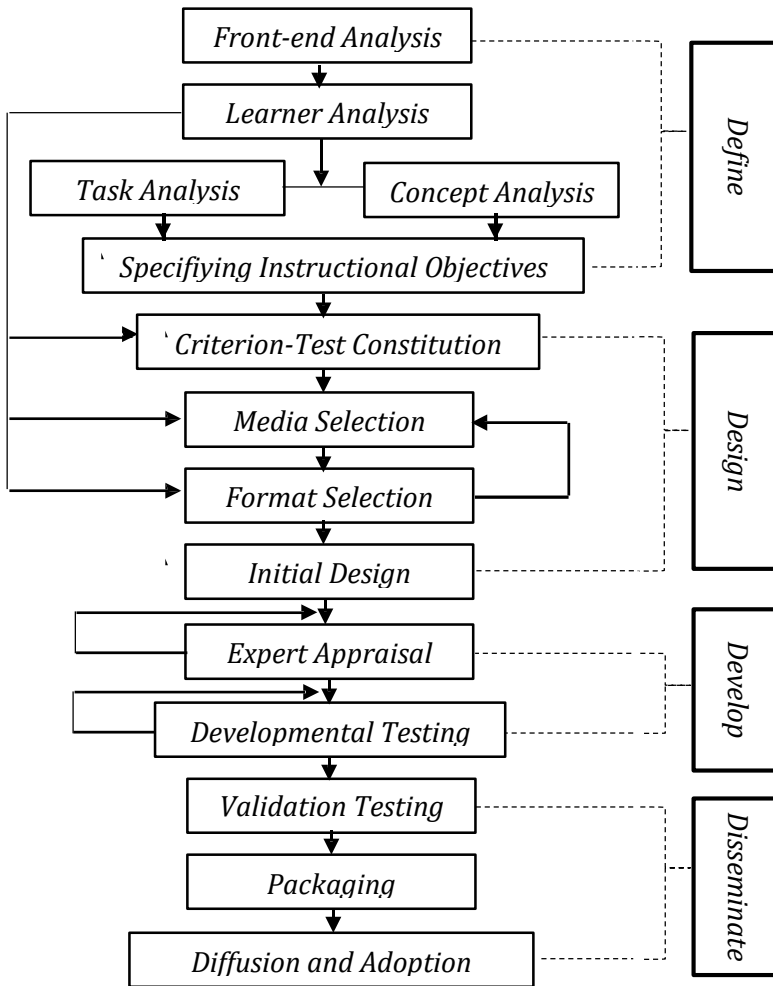 Front-end Analysis
Learner Analysis
Task Analysis
Concept Analysis
Specifiying Instructional Objectives
Criterion-Test Constitution
Media Selection
Format Selection
Initial Design
Expert Appraisal
Developmental Testing
Validation Testing
Packaging
Diffusion and Adoption
Define
Design
Develop
Disseminate